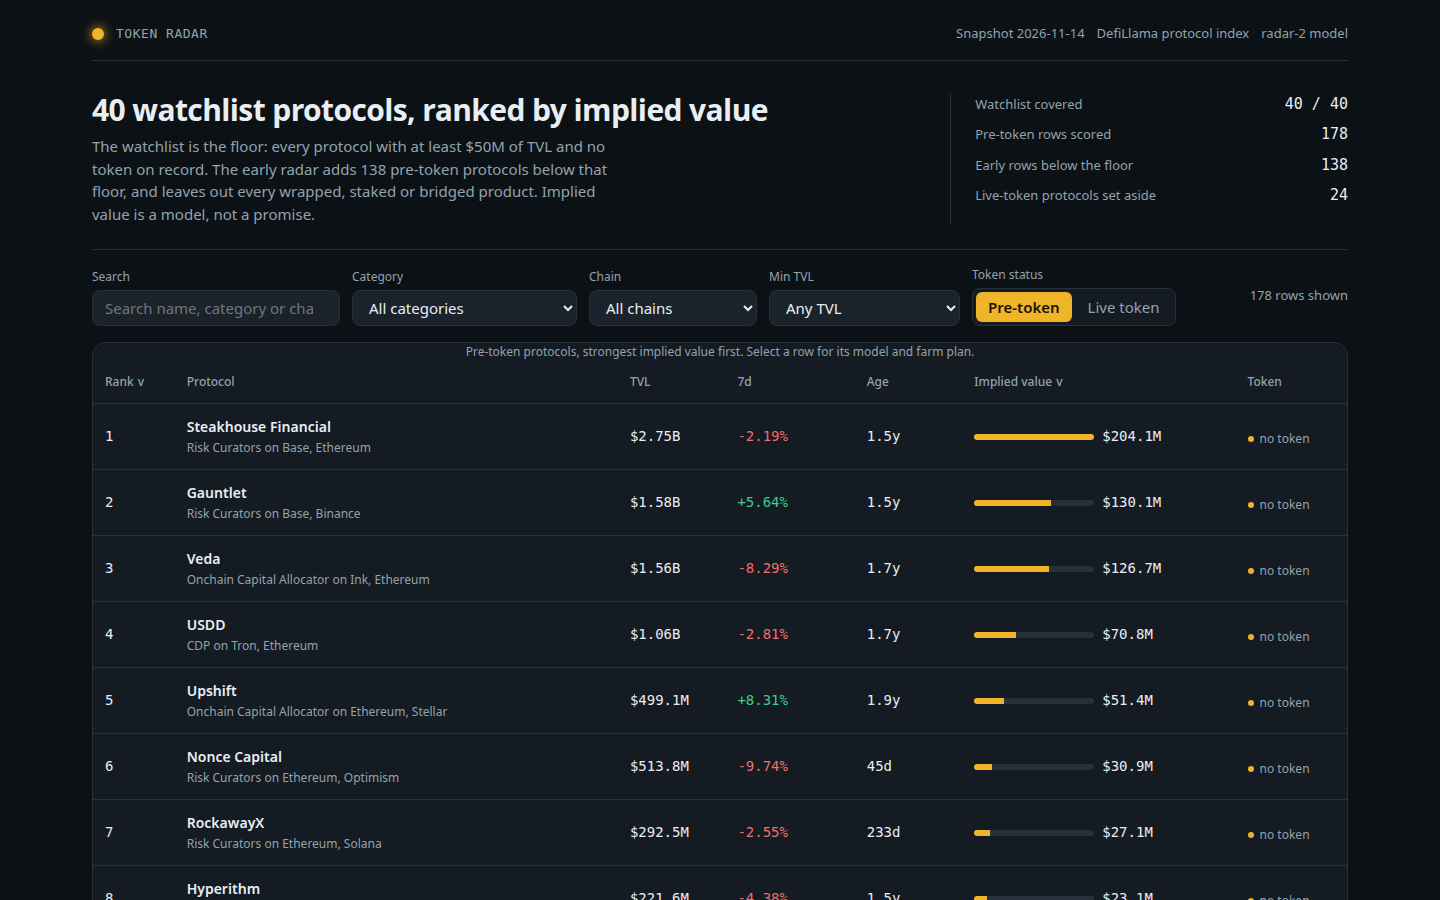 TOKEN RADAR
Snapshot 2026-11-14 DefiLlama protocol index radar-2 model
40 watchlist protocols, ranked by implied value
The watchlist is the floor: every protocol with at least $50M of TVL and no
token on record. The early radar adds 138 pre-token protocols below that
floor, and leaves out every wrapped, staked or bridged product. Implied
value is a model, not a promise.
Watchlist covered 40 / 40
Pre-token rows scored 178
Early rows below the floor 138
Live-token protocols set aside 24
Search Category Chain Min TVL Token status
Search name, category or cha All categories All chains Any TVL Pre-token Live token 178 rows shown
Pre-token protocols, strongest implied value first. Select a row for its model and farm plan.
Rank v Protocol TVL 7d Age Implied value v Token
1 Steakhouse Financial $2.75B -2.19% 1.5y $204.1M no token
Risk Curators on Base, Ethereum
2 Gauntlet $1.58B +5.64% 1.5y $130.1M no token
Risk Curators on Base, Binance
3 Veda $1.56B -8.29% 1.7y $126.7M no token
Onchain Capital Allocator on Ink, Ethereum
4 USDD $1.06B -2.81% 1.7y $70.8M no token
CDP on Tron, Ethereum
5 Upshift $499.1M +8.31% 1.9y $51.4M no token
Onchain Capital Allocator on Ethereum, Stellar
6 Nonce Capital $513.8M -9.74% 45d $30.9M no token
Risk Curators on Ethereum, Optimism
7 RockawayX $292.5M -2.55% 233d $27.1M no token
Risk Curators on Ethereum, Solana
8 Hyperithm $221.6M -4.38% 1.5y $23.1M no token